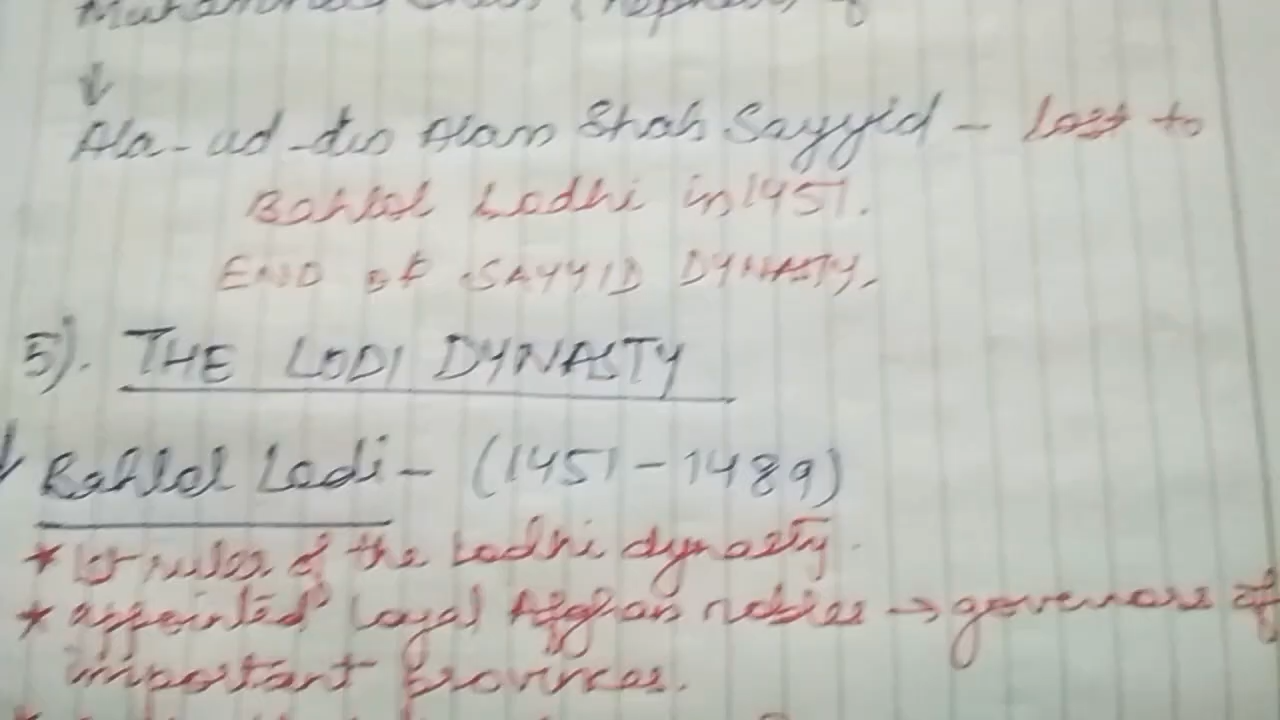 ↓
Ala-ud-din Alam Shah Sayyid - Lost to
Bahlol Lodhi in 1451.
END OF SAYYID DYNASTY.
5). THE LODI DYNASTY
Bahlol Lodi - (1451-1489)
* 1st ruler of the Lodhi dynasty.
* appointed loyal Afghan nobles → governors of
important provinces.